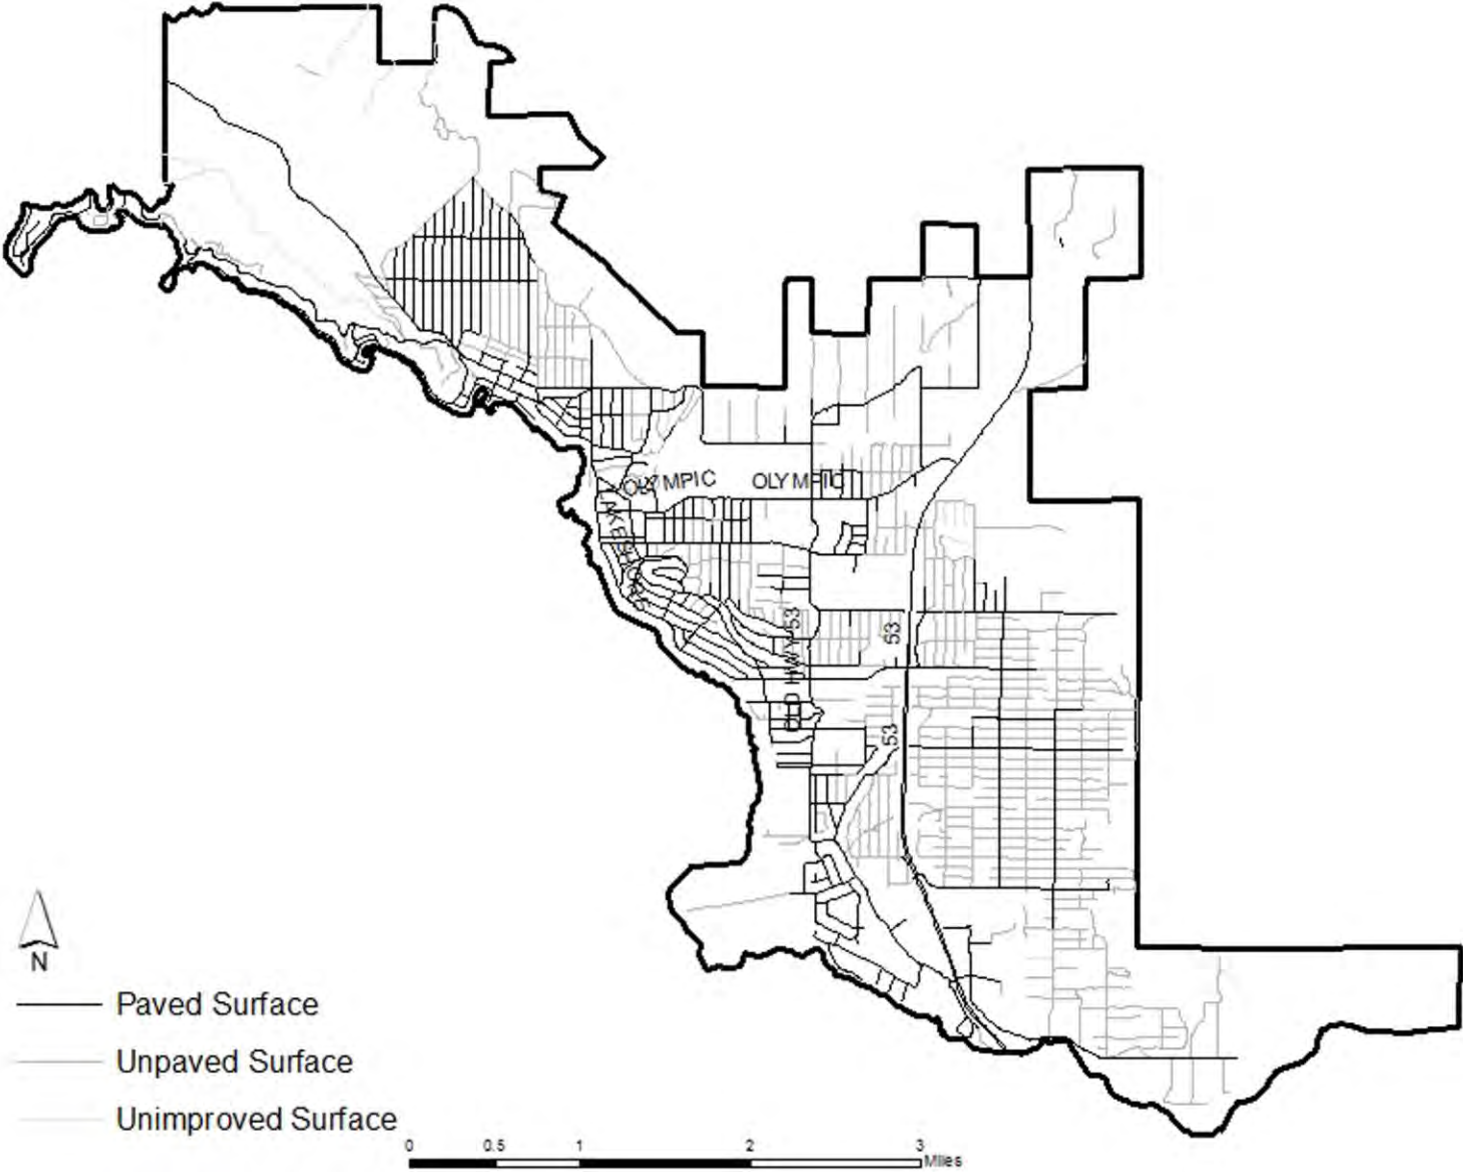 OLYMPIC OLYMPIC
LAKESHORE
OLD HWY 53
53
53
N
Paved Surface
Unpaved Surface
Unimproved Surface
0 0.5 1 2 3
Miles